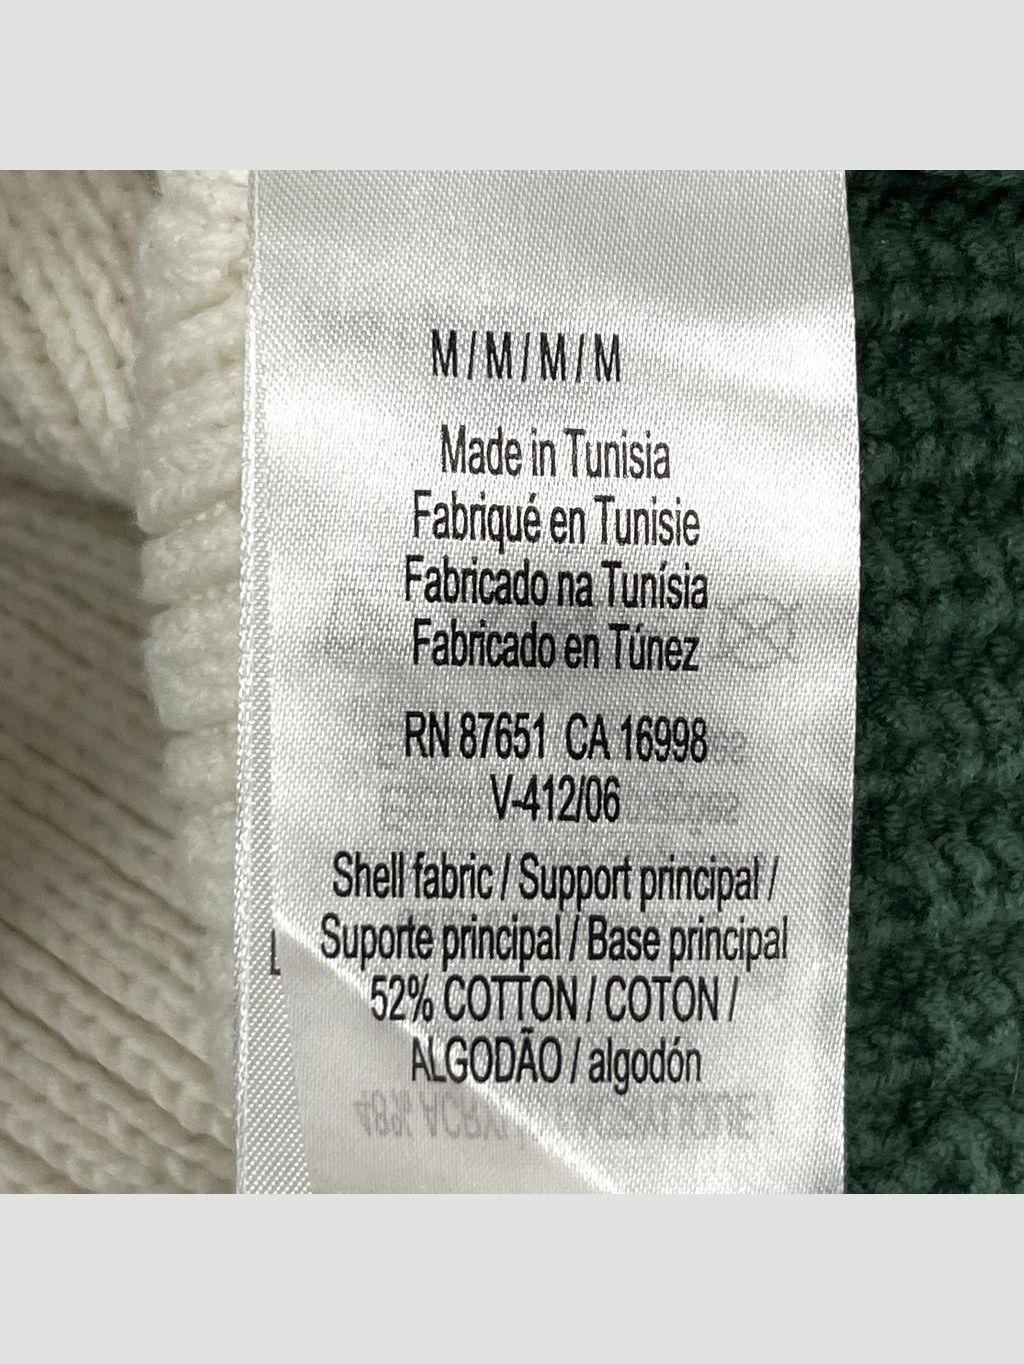 M / M / M / M
Made in Tunisia
Fabriqué en Tunisie
Fabricado na Tunísia
Fabricado en Túnez
RN 87651 CA 16998
V-412/06
Shell fabric / Support principal /
Suporte principal / Base principal
52% COTTON / COTON /
ALGODÃO / algodón
48%